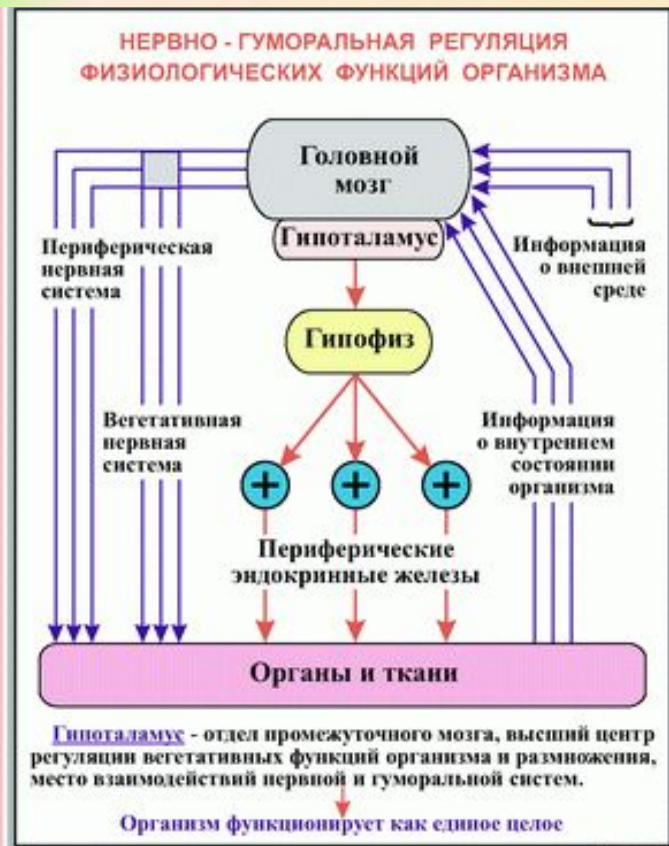 НЕРВНО - ГУМОРАЛЬНАЯ РЕГУЛЯЦИЯ
ФИЗИОЛОГИЧЕСКИХ ФУНКЦИЙ ОРГАНИЗМА
Головной
мозг
Гипоталамус
Периферическая
нервная
система
Информация
о внешней
среде
Гипофиз
Вегетативная
нервная
система
Информация
о внутреннем
состоянии
организма
+ + +
Периферические
эндокринные железы
Органы и ткани
Гипоталамус - отдел промежуточного мозга, высший центр
регуляции вегетативных функций организма и размножения,
место взаимодействий нервной и гуморальной систем.
Организм функционирует как единое целое